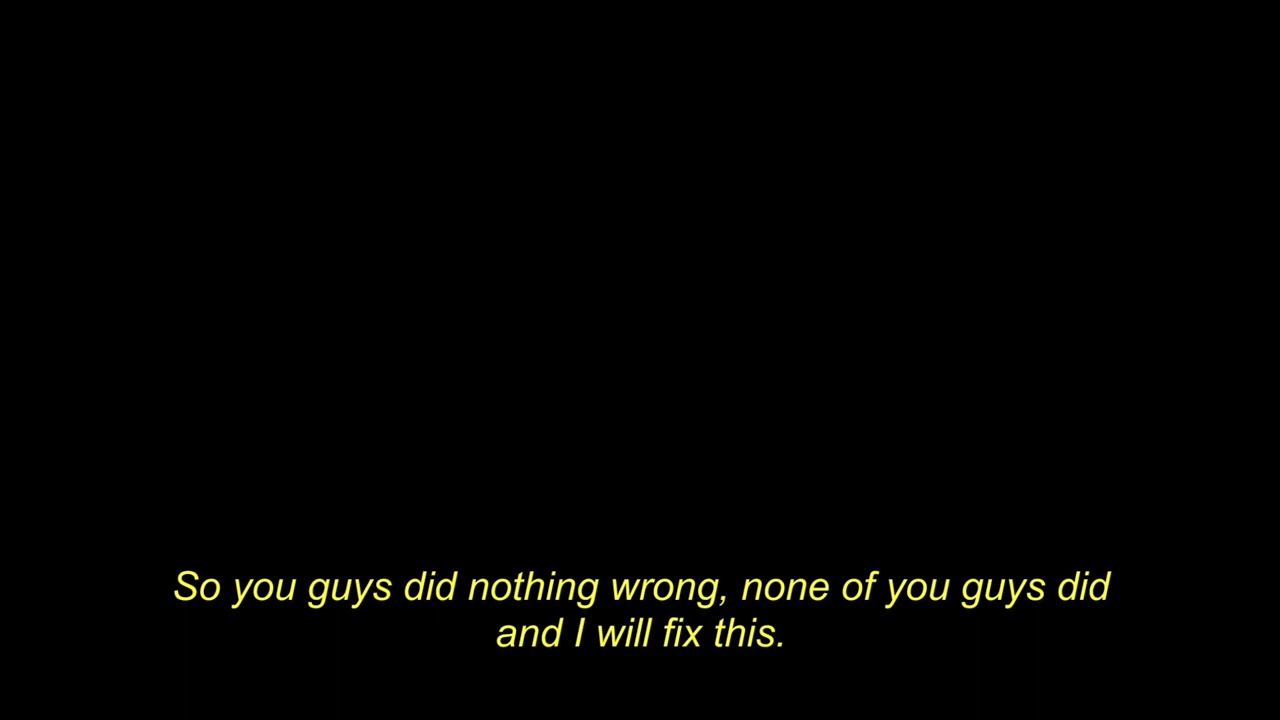 So you guys did nothing wrong, none of you guys did
and I will fix this.